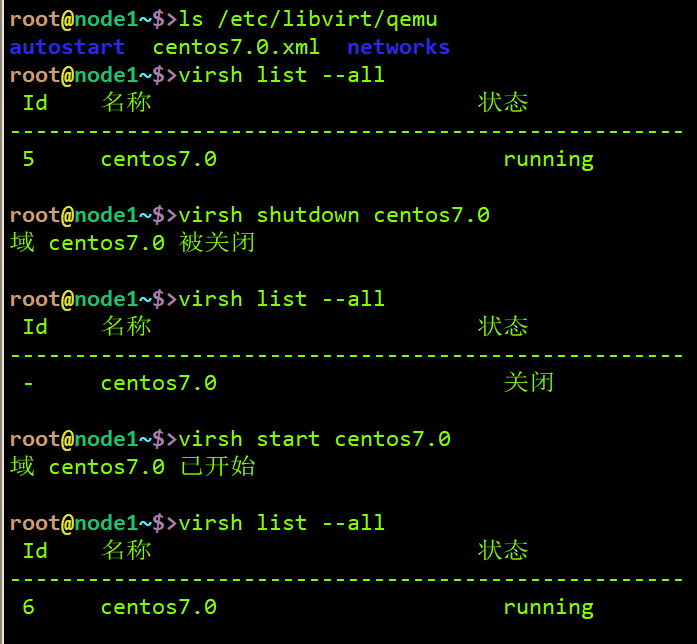 root@node1~$>ls /etc/libvirt/qemu
autostart  centos7.0.xml  networks
root@node1~$>virsh list --all
 Id    名称                         状态
----------------------------------------------------
 5     centos7.0                      running

root@node1~$>virsh shutdown centos7.0
域 centos7.0 被关闭

root@node1~$>virsh list --all
 Id    名称                         状态
----------------------------------------------------
 -     centos7.0                      关闭

root@node1~$>virsh start centos7.0
域 centos7.0 已开始

root@node1~$>virsh list --all
 Id    名称                         状态
----------------------------------------------------
 6     centos7.0                      running